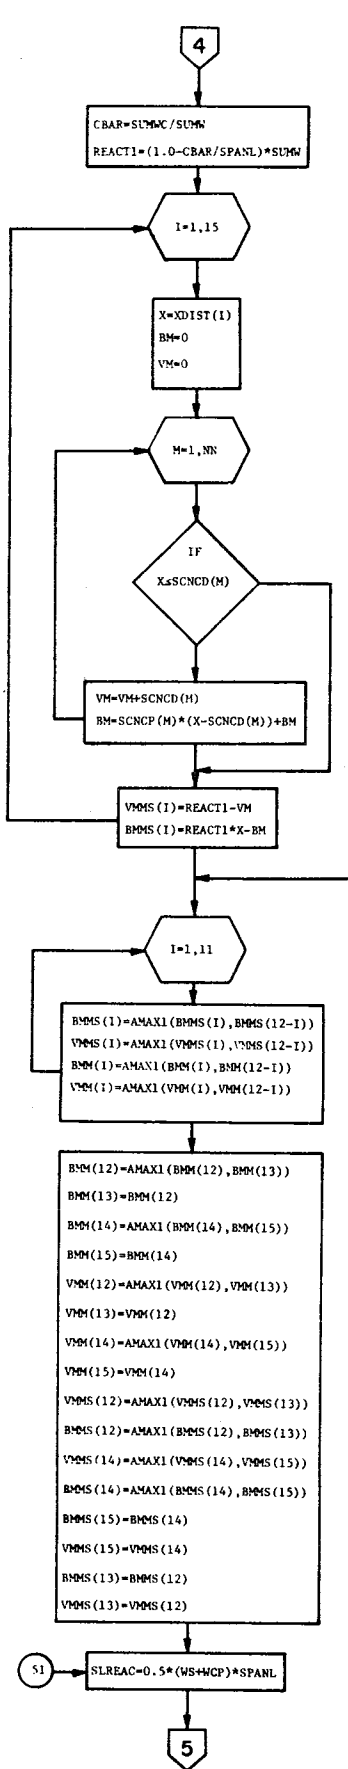 4
CBAR=SUMWC/SUMW
REACT1=(1.0-CBAR/SPANL)*SUMW
I=1,15
X=XDIST(I)
BM=0
VM=0
M=1,NN
IF
X≤SCNCD(M)
VM=VM+SCNCD(M)
BM=SCNCP(M)*(X-SCNCD(M))+BM
VMMS(I)=REACT1-VM
BMMS(I)=REACT1*X-BM
I=1,11
BMMS(I)=AMAX1(BMMS(I),BMMS(12-I))
VMMS(I)=AMAX1(VMMS(I),VMMS(12-I))
BMM(I)=AMAX1(BMM(I),BMM(12-I))
VMM(I)=AMAX1(VMM(I),VMM(12-I))
BMM(12)=AMAX1(BMM(12),BMM(13))
BMM(13)=BMM(12)
BMM(14)=AMAX1(BMM(14),BMM(15))
BMM(15)=BMM(14)
VMM(12)=AMAX1(VMM(12),VMM(13))
VMM(13)=VMM(12)
VMM(14)=AMAX1(VMM(14),VMM(15))
VMM(15)=VMM(14)
VMMS(12)=AMAX1(VMMS(12),VMMS(13))
BMMS(12)=AMAX1(BMMS(12),BMMS(13))
VMMS(14)=AMAX1(VMMS(14),VMMS(15))
BMMS(14)=AMAX1(BMMS(14),BMMS(15))
BMMS(15)=BMMS(14)
VMMS(15)=VMMS(14)
BMMS(13)=BMMS(12)
VMMS(13)=VMMS(12)
51
SLREAC=0.5*(WS+WCP)*SPANL
5